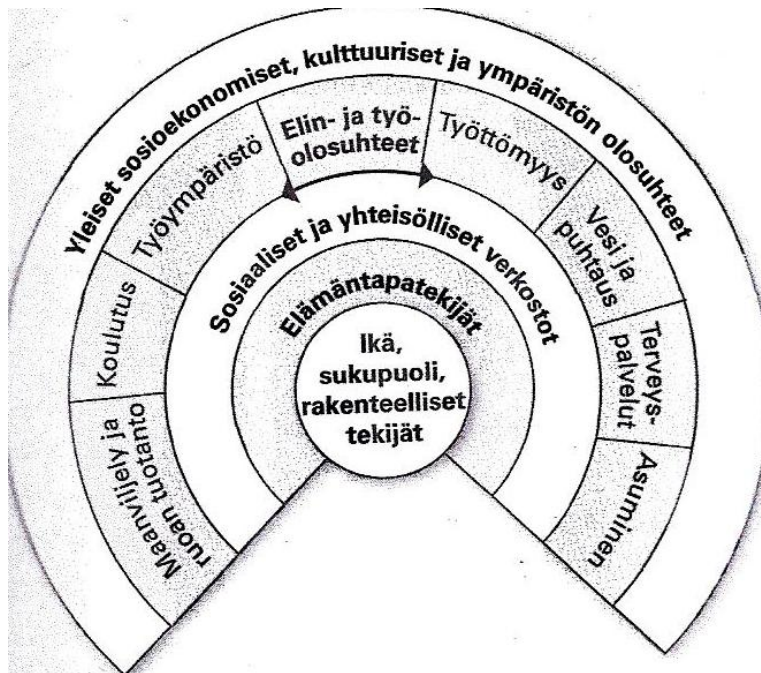 Yleiset sosioekonomiset, kulttuuriset ja ympäristön olosuhteet
Maanviljely ja
ruoan tuotanto
Koulutus
Työympäristö
Elin- ja työ-
olosuhteet
Työttömyys
Vesi ja
puhtaus
Terveys-
palvelut
Asuminen
Sosiaaliset ja yhteisölliset verkostot
Elämäntapatekijät
Ikä,
sukupuoli,
rakenteelliset
tekijät